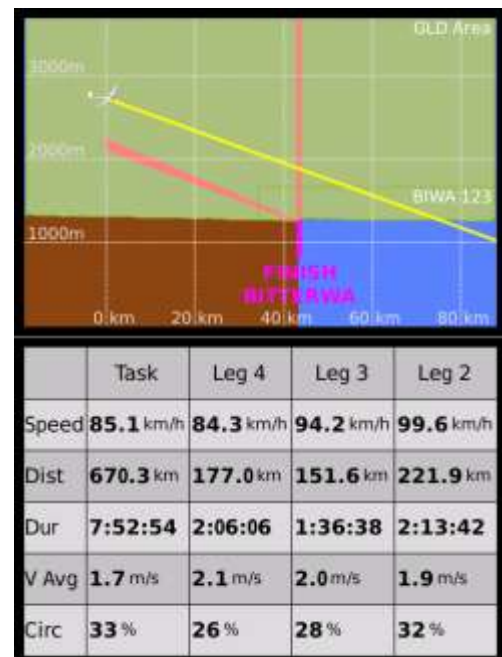 GLD Area
3000m
2000m
BIWA 123
1000m
FINISH
BITTERWA
0 km 20 km 40 km 60 km 80 km
Task Leg 4 Leg 3 Leg 2
Speed 85.1 km/h 84.3 km/h 94.2 km/h 99.6 km/h
Dist 670.3 km 177.0 km 151.6 km 221.9 km
Dur 7:52:54 2:06:06 1:36:38 2:13:42
V Avg 1.7 m/s 2.1 m/s 2.0 m/s 1.9 m/s
Circ 33 % 26 % 28 % 32 %